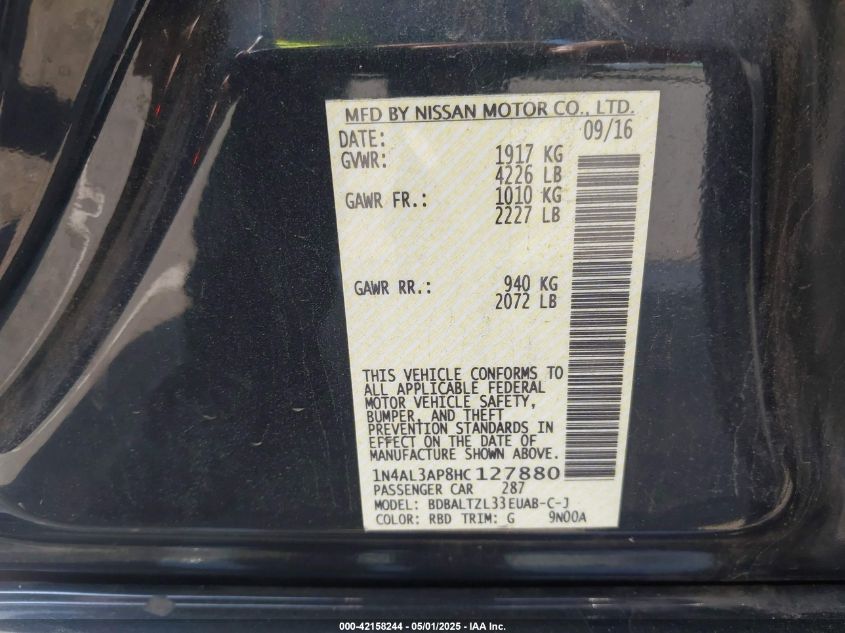 MFD BY NISSAN MOTOR CO., LTD.
DATE: 09/16
GVWR: 1917 KG
4226 LB
GAWR FR.: 1010 KG
2227 LB
GAWR RR.: 940 KG
2072 LB
THIS VEHICLE CONFORMS TO
ALL APPLICABLE FEDERAL
MOTOR VEHICLE SAFETY,
BUMPER, AND THEFT
PREVENTION STANDARDS IN
EFFECT ON THE DATE OF
MANUFACTURE SHOWN ABOVE.
1N4AL3AP8HC127880
PASSENGER CAR 287
MODEL: BDBALTZL33EUAB-C-J
COLOR: RBD TRIM: G 9N00A
000-42158244 — 05/01/2025 — IAA Inc.